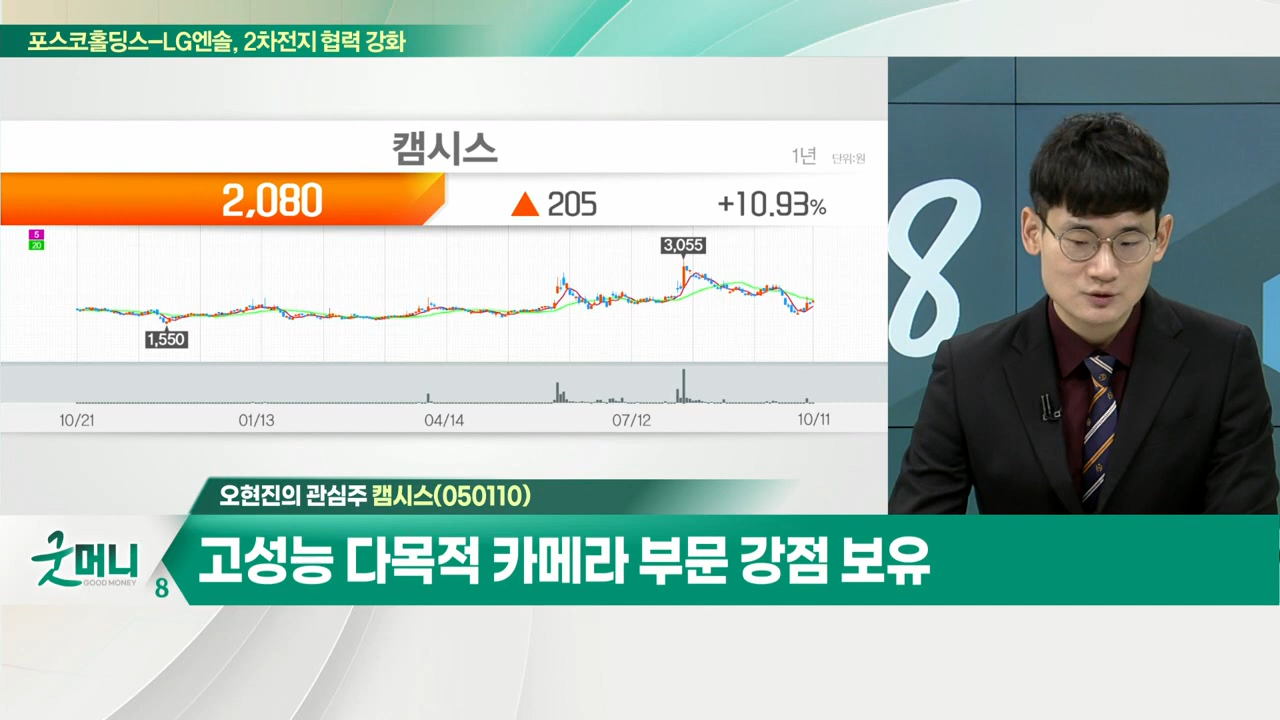 포스코홀딩스-LG엔솔, 2차전지 협력 강화
캠시스
1년 단위:원
2,080 ▲ 205 +10.93%
5
20
3,055
1,550
10/21 01/13 04/14 07/12 10/11
8
오현진의 관심주 캠시스(050110)
굿머니
GOOD MONEY
8
고성능 다목적 카메라 부문 강점 보유